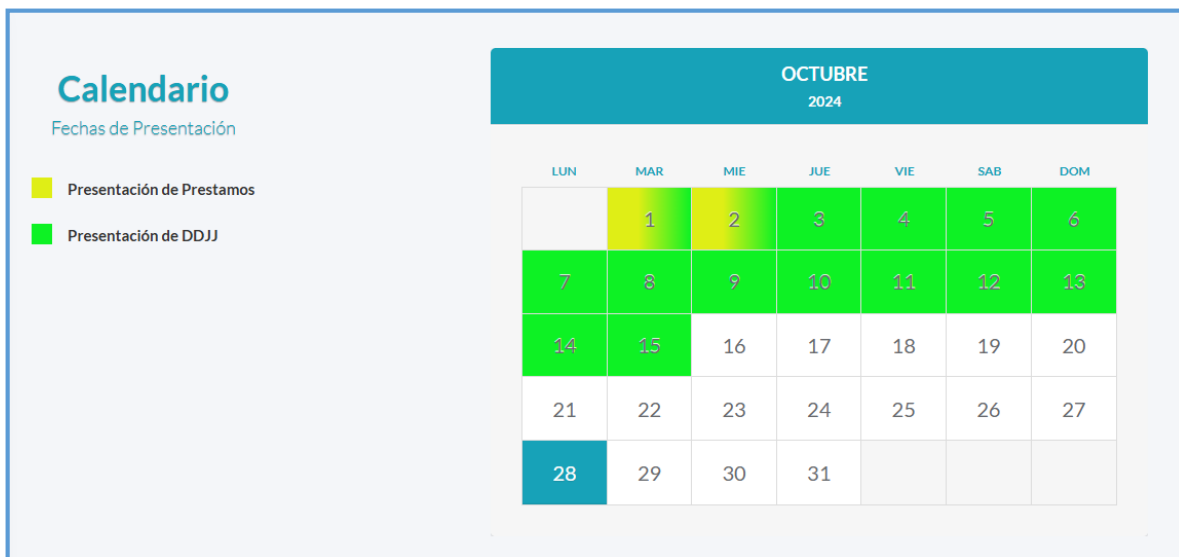 Calendario
Fechas de Presentación
Presentación de Prestamos
Presentación de DDJJ
OCTUBRE
2024
LUN MAR MIE JUE VIE SAB DOM
1 2 3 4 5 6
7 8 9 10 11 12 13
14 15 16 17 18 19 20
21 22 23 24 25 26 27
28 29 30 31